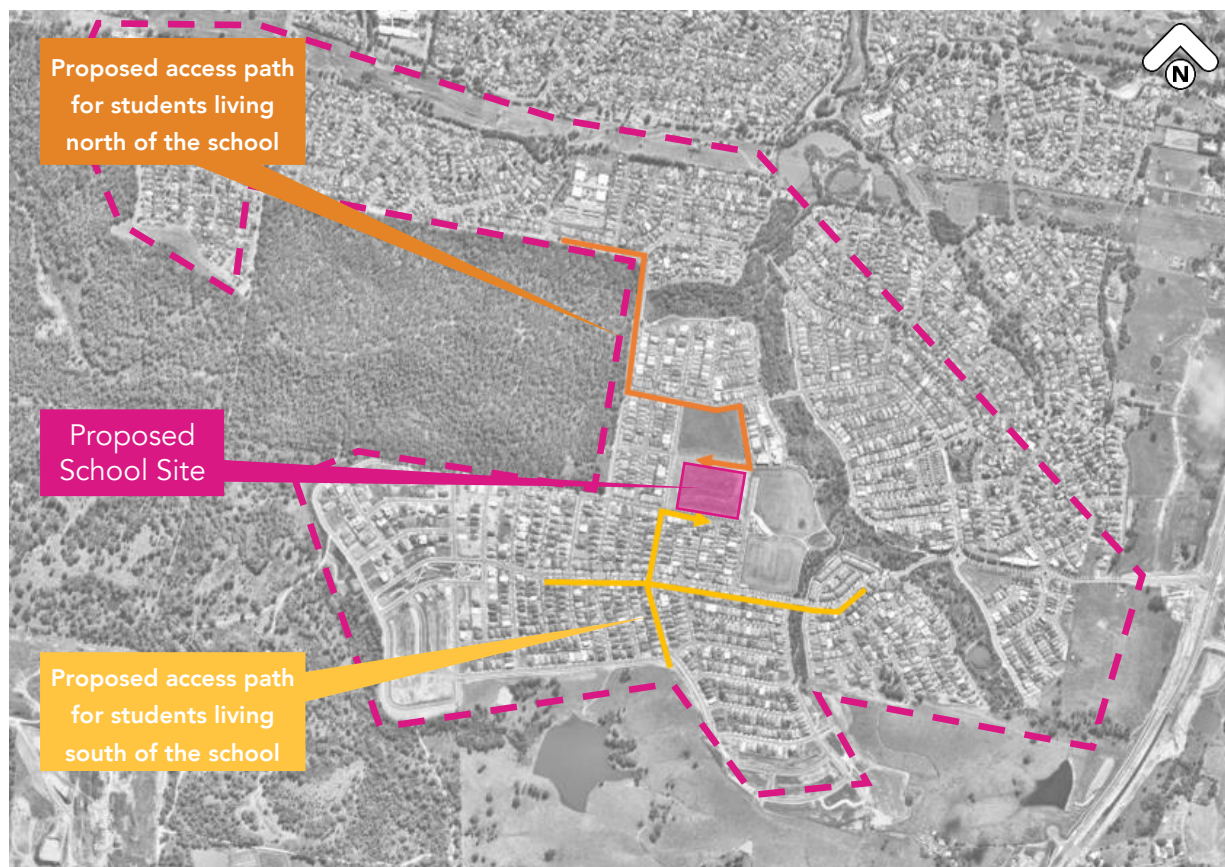 Proposed access path
for students living
north of the school
N
Proposed
School Site
Proposed access path
for students living
south of the school